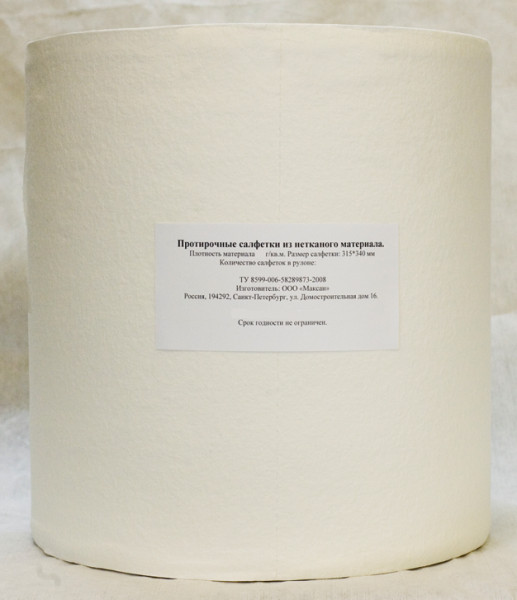 Протирочные салфетки из нетканого материала.
Плотность материала г/кв.м. Размер салфетки: 315*340 мм
Количество салфеток в рулоне:
ТУ 8599-006-58289873-2008
Изготовитель: ООО «Максан»
Россия, 194292, Санкт-Петербург, ул. Домостроительная дом 16.
Срок годности не ограничен.